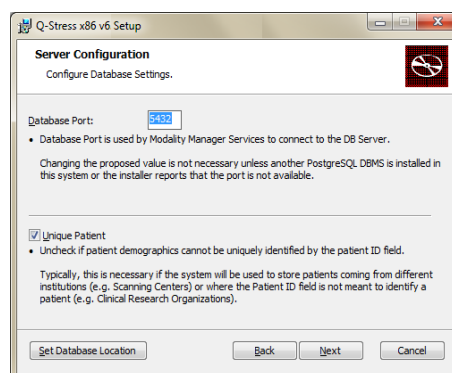 Q-Stress x86 v6 Setup
Server Configuration
Configure Database Settings.
Database Port:
5432
• Database Port is used by Modality Manager Services to connect to the DB Server.
Changing the proposed value is not necessary unless another PostgreSQL DBMS is installed in
this system or the installer reports that the port is not available.
Unique Patient
• Uncheck if patient demographics cannot be uniquely identified by the patient ID field.
Typically, this is necessary if the system will be used to store patients coming from different
institutions (e.g. Scanning Centers) or where the Patient ID field is not meant to identify a
patient (e.g. Clinical Research Organizations).
Set Database Location
Back
Next
Cancel